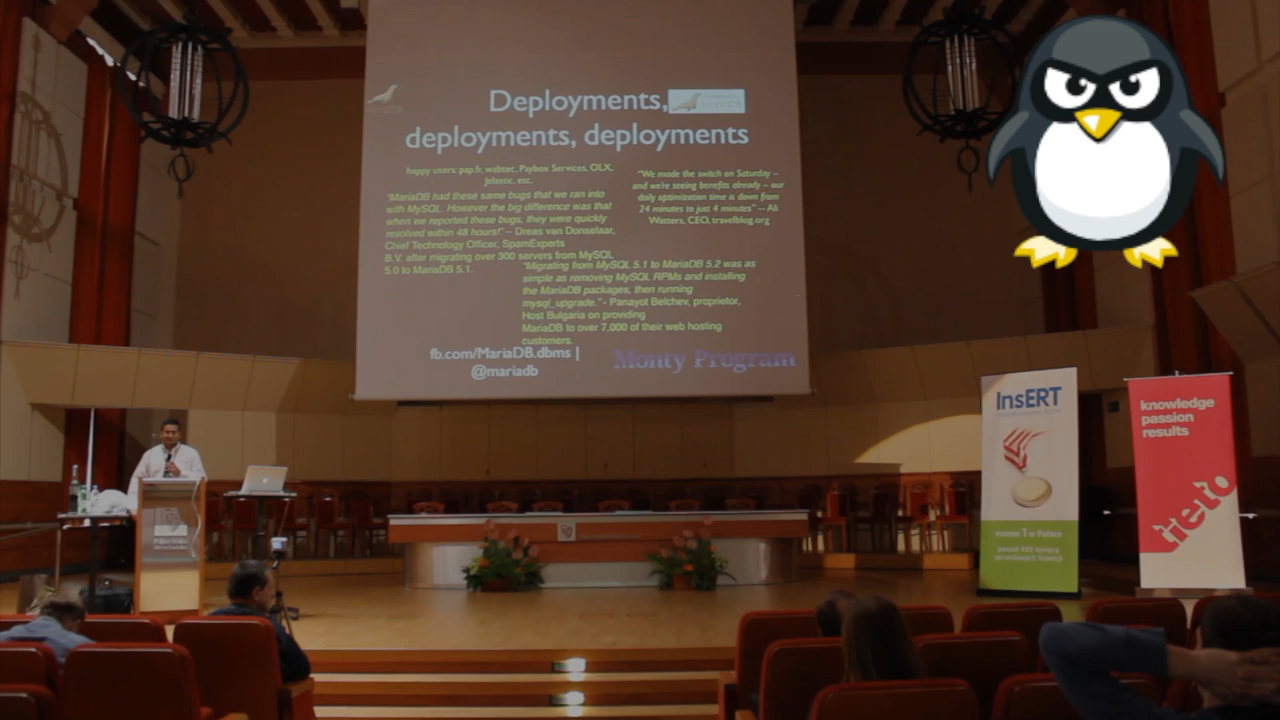 Deployments,
MariaDB
deployments, deployments
happy users: pap.fr, wabtec, Paybox Services, OLX,
Jelastic, etc.
"MariaDB had these same bugs that we ran into
with MySQL. However the big difference was that
when we reported these bugs, they were quickly
resolved within 48 hours!" -- Dreas van Donselaar,
Chief Technology Officer, SpamExperts
B.V. after migrating over 300 servers from MySQL
5.0 to MariaDB 5.1.
"We made the switch on Saturday --
and we're seeing benefits already -- our
daily optimization time is down from
24 minutes to just 4 minutes" -- Ali
Watters, CEO, travelblog.org
"Migrating from MySQL 5.1 to MariaDB 5.2 was as
simple as removing MySQL RPMs and installing
the MariaDB packages, then running
mysql_upgrade." - Panayot Belchev, proprietor,
Host Bulgaria on providing
MariaDB to over 7,000 of their web hosting
customers.
fb.com/MariaDB.dbms |
@mariadb
Monty Program
InsERT
numer 1 w Polsce
knowledge
passion
results
tieto